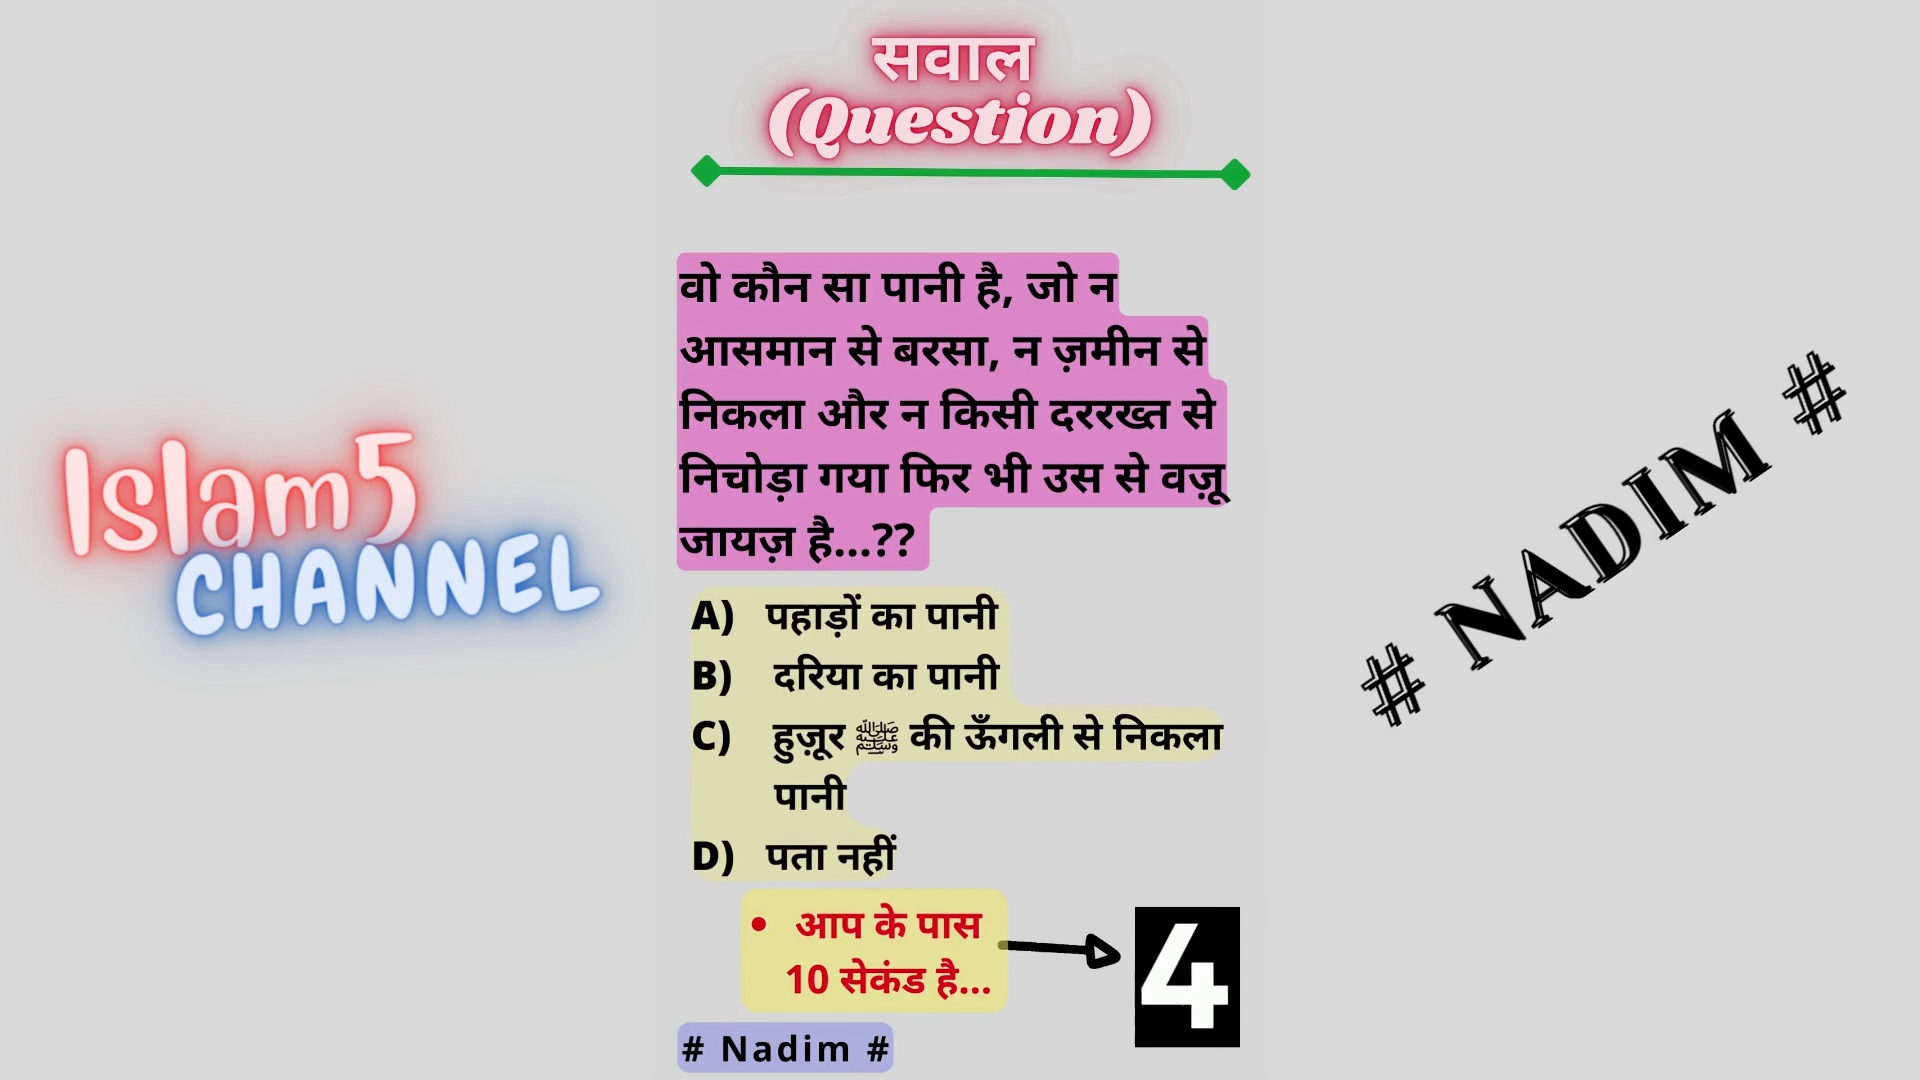 सवाल
(Question)
वो कौन सा पानी है, जो न
आसमान से बरसा, न ज़मीन से
निकला और न किसी दररख्त से
निचोड़ा गया फिर भी उस से वज़ू
जायज़ है...??
A) पहाड़ों का पानी
B) दरिया का पानी
C) हुज़ूर ﷺ की ऊँगली से निकला
पानी
D) पता नहीं
• आप के पास
10 सेकंड है...
4
# Nadim #
Islam5
CHANNEL
# NADIM #